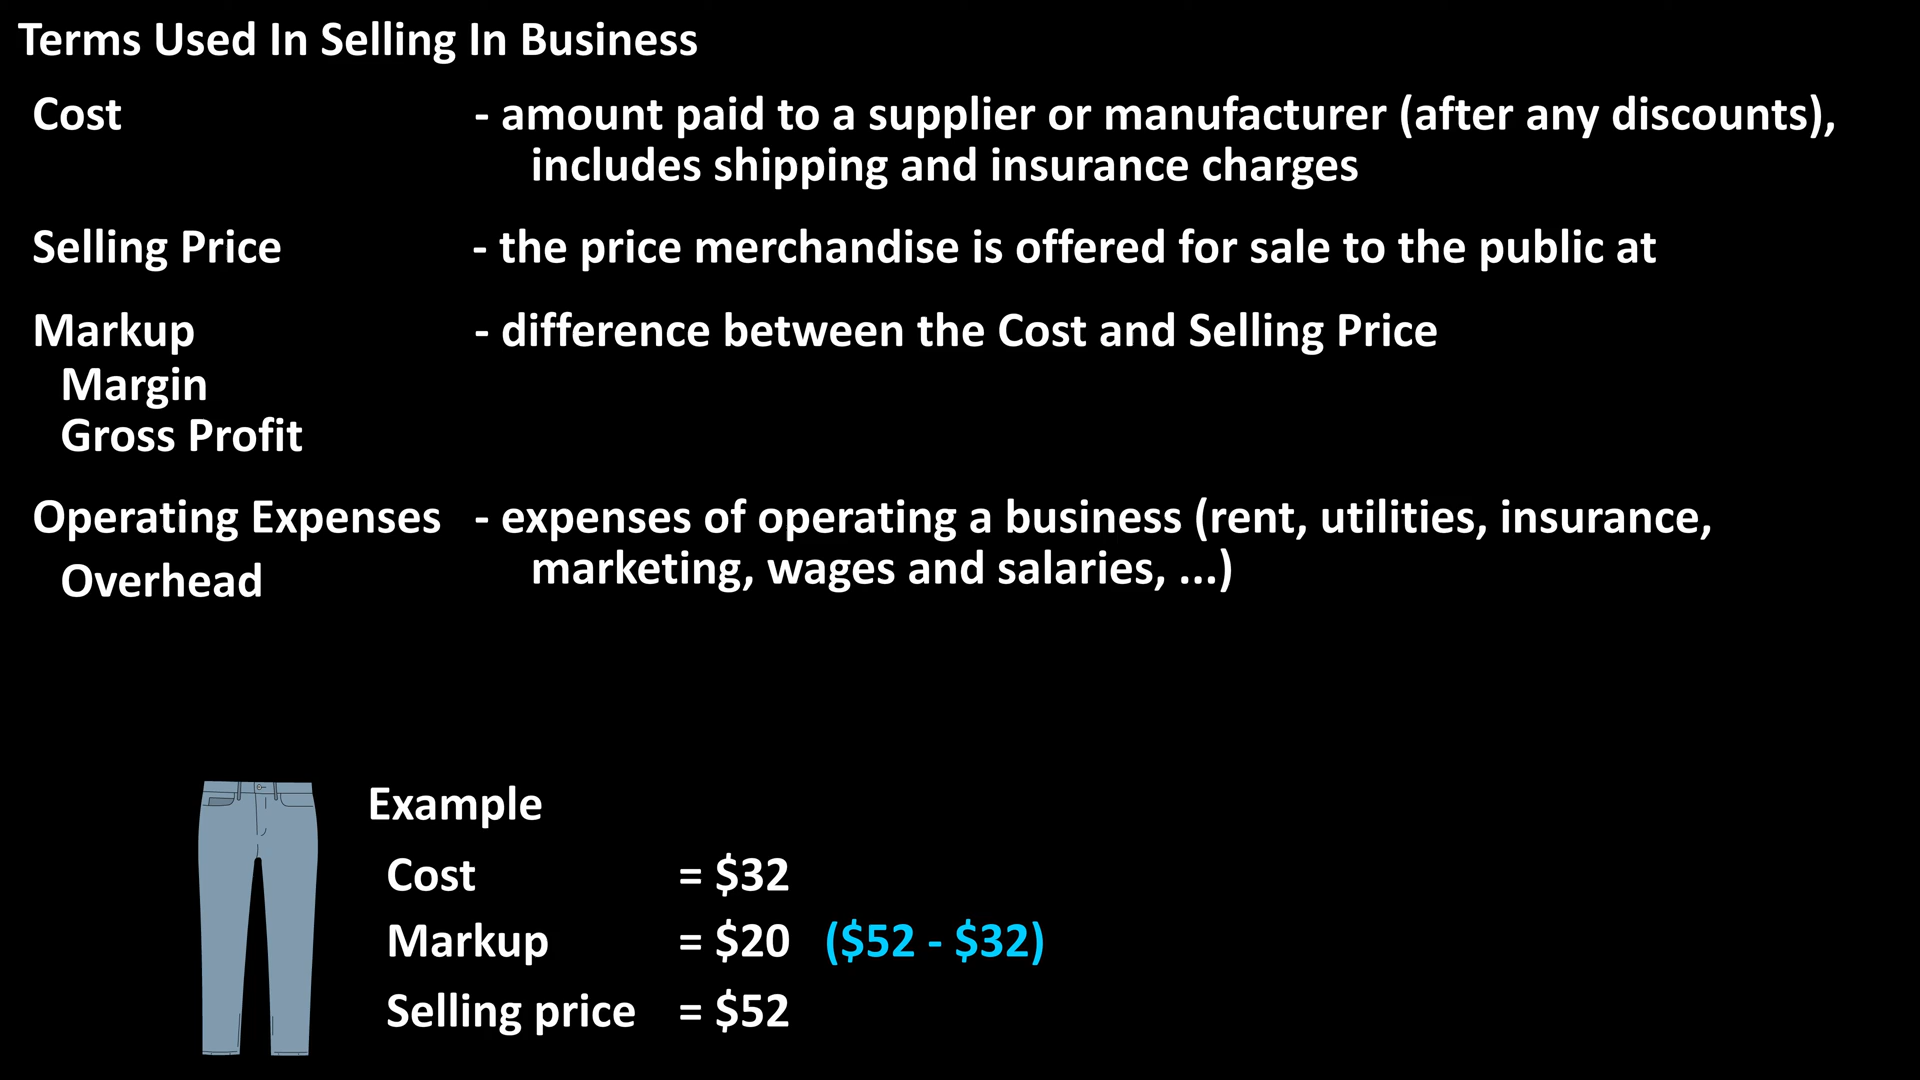 Terms Used In Selling In Business
Cost - amount paid to a supplier or manufacturer (after any discounts),
includes shipping and insurance charges
Selling Price - the price merchandise is offered for sale to the public at
Markup - difference between the Cost and Selling Price
Margin
Gross Profit
Operating Expenses - expenses of operating a business (rent, utilities, insurance,
marketing, wages and salaries, ...)
Overhead
Example
Cost = $32
Markup = $20 ($52 - $32)
Selling price = $52